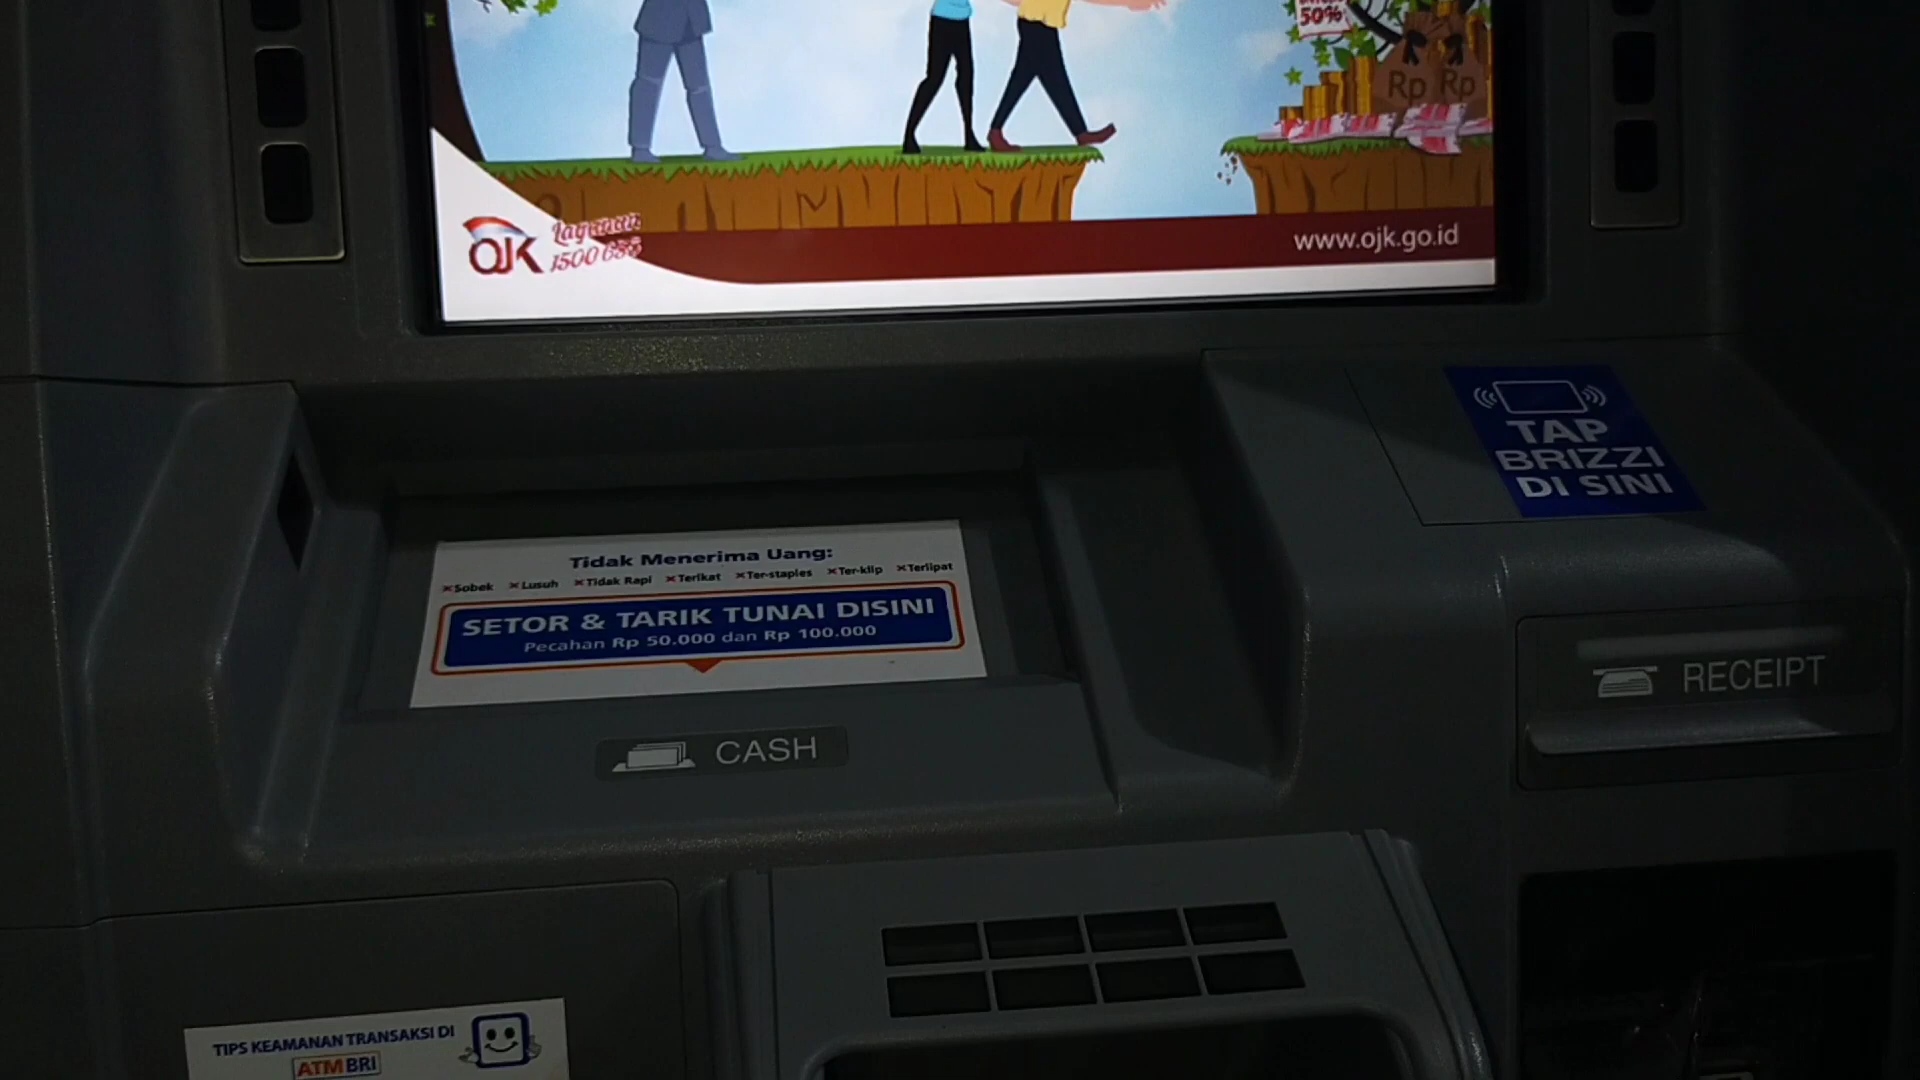 50%
Rp Rp
OJK
Layanan
1500 655
www.ojk.go.id
TAP
BRIZZI
DI SINI
Tidak Menerima Uang:
×Sobek ×Lusuh ×Tidak Rapi ×Terikat ×Ter-staples ×Ter-klip ×Terlipat
SETOR & TARIK TUNAI DISINI
Pecahan Rp 50.000 dan Rp 100.000
CASH
RECEIPT
TIPS KEAMANAN TRANSAKSI DI
ATM BRI